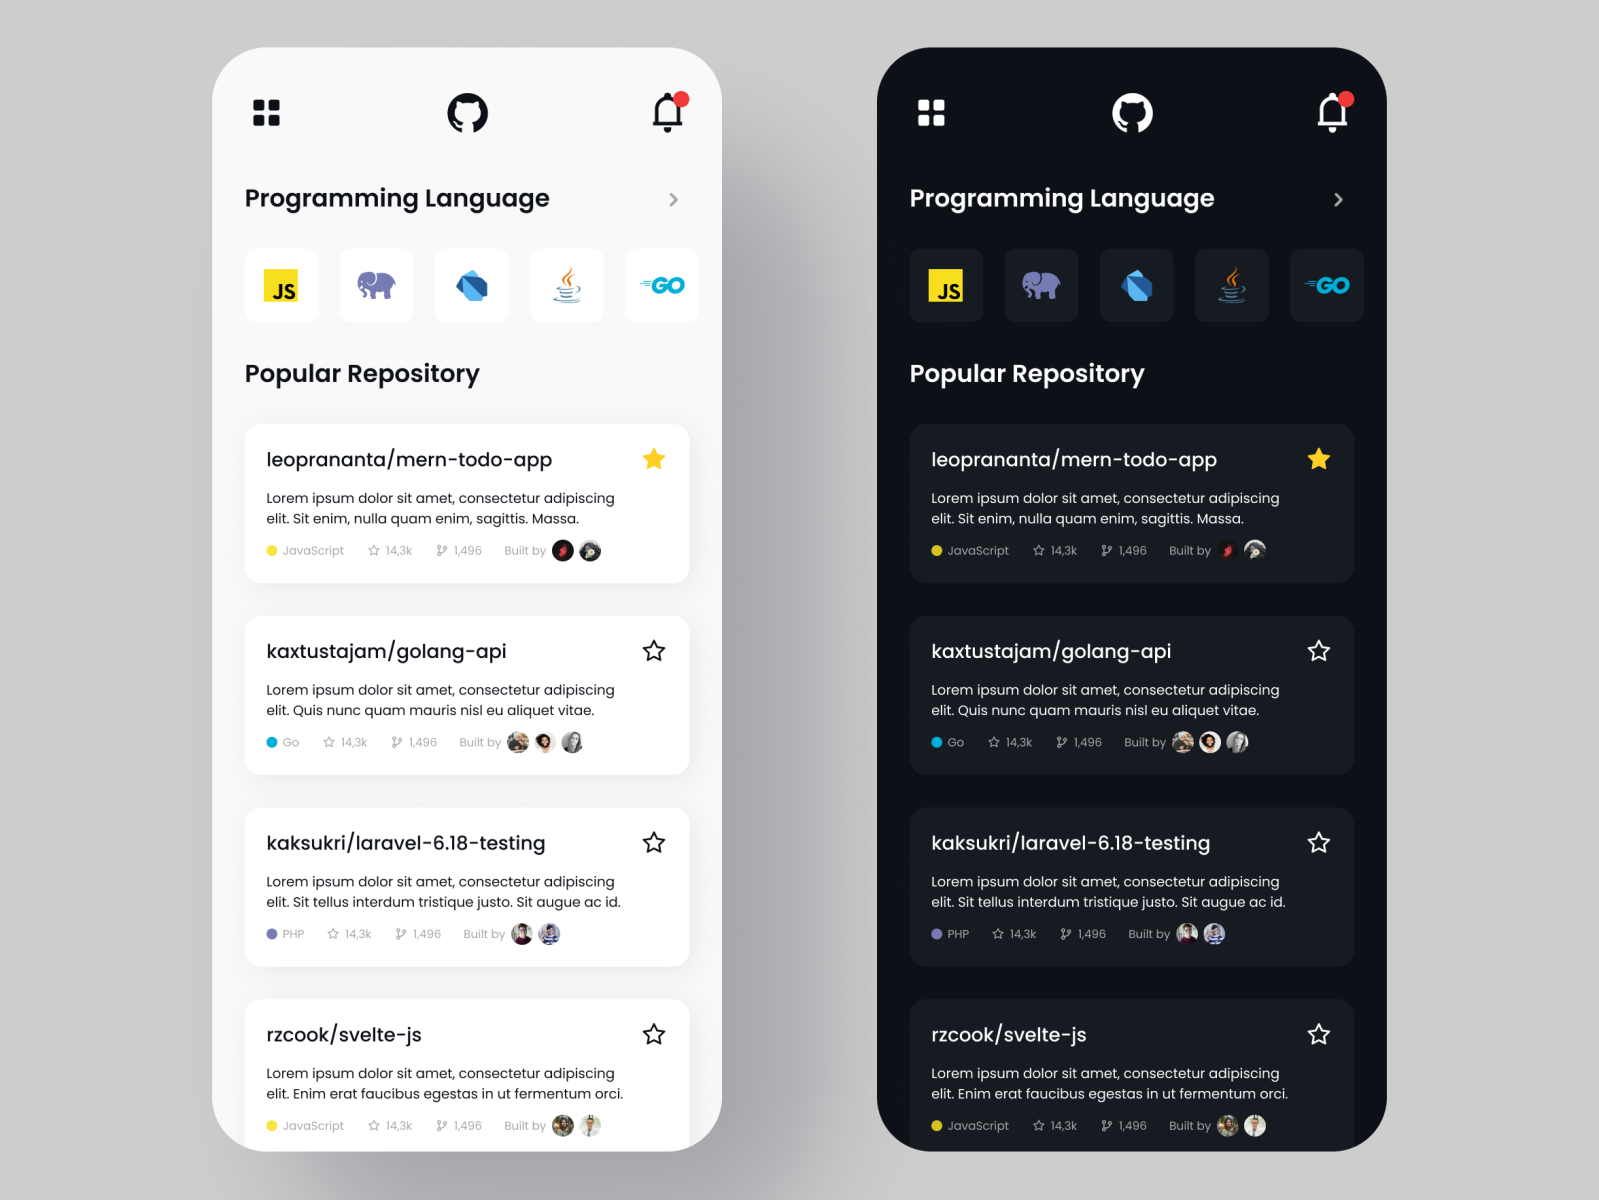 Programming Language
JS
GO
Popular Repository
leoprananta/mern-todo-app
Lorem ipsum dolor sit amet, consectetur adipiscing
elit. Sit enim, nulla quam enim, sagittis. Massa.
JavaScript 14,3k 1,496 Built by
kaxtustajam/golang-api
Lorem ipsum dolor sit amet, consectetur adipiscing
elit. Quis nunc quam mauris nisl eu aliquet vitae.
Go 14,3k 1,496 Built by
kaksukri/laravel-6.18-testing
Lorem ipsum dolor sit amet, consectetur adipiscing
elit. Sit tellus interdum tristique justo. Sit augue ac id.
PHP 14,3k 1,496 Built by
rzcook/svelte-js
Lorem ipsum dolor sit amet, consectetur adipiscing
elit. Enim erat faucibus egestas in ut fermentum orci.
JavaScript 14,3k 1,496 Built by
Programming Language
JS
GO
Popular Repository
leoprananta/mern-todo-app
Lorem ipsum dolor sit amet, consectetur adipiscing
elit. Sit enim, nulla quam enim, sagittis. Massa.
JavaScript 14,3k 1,496 Built by
kaxtustajam/golang-api
Lorem ipsum dolor sit amet, consectetur adipiscing
elit. Quis nunc quam mauris nisl eu aliquet vitae.
Go 14,3k 1,496 Built by
kaksukri/laravel-6.18-testing
Lorem ipsum dolor sit amet, consectetur adipiscing
elit. Sit tellus interdum tristique justo. Sit augue ac id.
PHP 14,3k 1,496 Built by
rzcook/svelte-js
Lorem ipsum dolor sit amet, consectetur adipiscing
elit. Enim erat faucibus egestas in ut fermentum orci.
JavaScript 14,3k 1,496 Built by